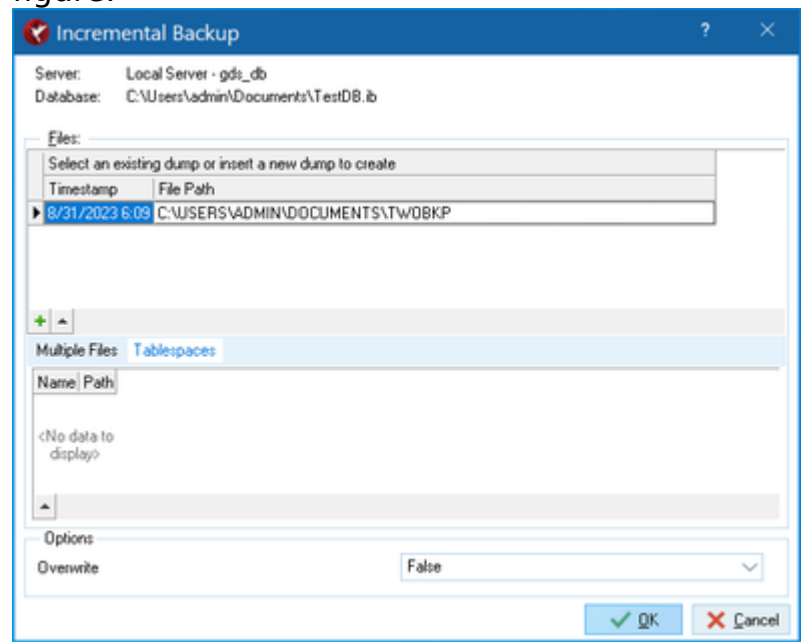 Incremental Backup ?
Server: Local Server - gds_db
Database: C:\Users\admin\Documents\TestDB.ib
Files:
Select an existing dump or insert a new dump to create
Timestamp File Path
8/31/2023 6:09 C:\USERS\ADMIN\DOCUMENTS\TWOBKP
Multiple Files Tablespaces
Name Path
<No data to
display>
Options
Overwrite False
OK Cancel